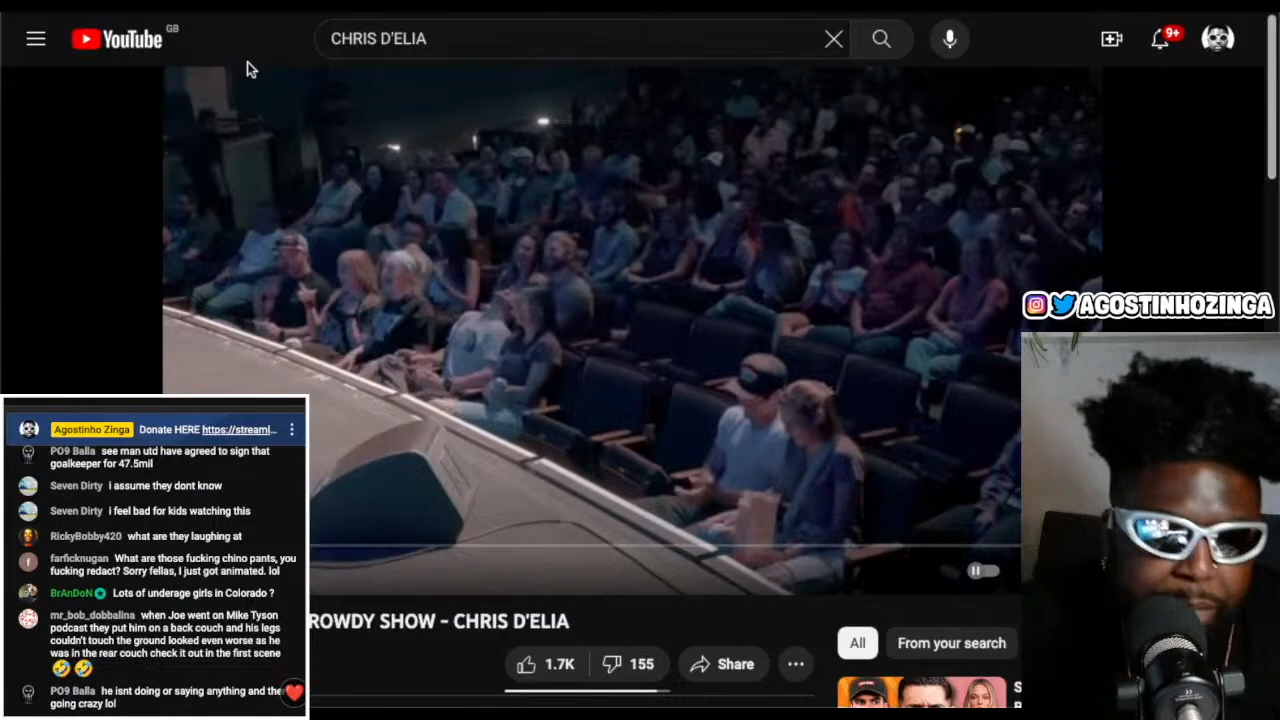 YouTube GB
CHRIS D'ELIA
9+
AGOSTINHOZINGA
Agostinho Zinga Donate HERE https://streaml...
PO9 Balla see man utd have agreed to sign that
goalkeeper for 47.5mil
Seven Dirty i assume they dont know
Seven Dirty i feel bad for kids watching this
RickyBobby420 what are they laughing at
farficknugan What are those fucking chino pants, you
fucking redact? Sorry fellas, i just got animated. lol
BrAnDoN Lots of underage girls in Colorado ?
mr_bob_dobbalina when Joe went on Mike Tyson
podcast they put him on a back couch and his legs
couldn't touch the ground looked even worse as he
was in the rear couch check it out in the first scene
🤣 🤣
PO9 Balla he isnt doing or saying anything and the
going crazy lol
ROWDY SHOW - CHRIS D'ELIA
1.7K 155 Share ...
All From your search
S